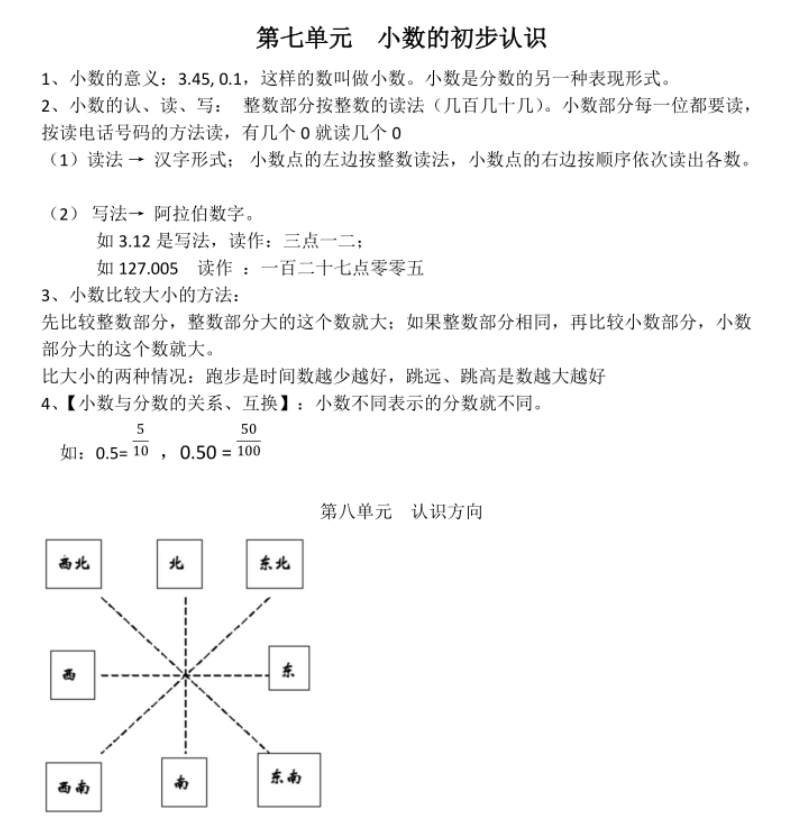 第七单元　小数的初步认识
1、小数的意义：3.45, 0.1，这样的数叫做小数。小数是分数的另一种表现形式。
2、小数的认、读、写： 整数部分按整数的读法（几百几十几）。小数部分每一位都要读，
按读电话号码的方法读，有几个 0 就读几个 0
（1）读法 → 汉字形式； 小数点的左边按整数读法，小数点的右边按顺序依次读出各数。
（2） 写法→ 阿拉伯数字。
如 3.12 是写法，读作：三点一二；
如 127.005　读作 ：一百二十七点零零五
3、小数比较大小的方法：
先比较整数部分，整数部分大的这个数就大；如果整数部分相同，再比较小数部分，小数
部分大的这个数就大。
比大小的两种情况：跑步是时间数越少越好，跳远、跳高是数越大越好
4、【小数与分数的关系、互换】：小数不同表示的分数就不同。
如：0.5= 5/10 ，0.50 = 50/100
第八单元　认识方向
西北 北 东北
西 东
西南 南 东南